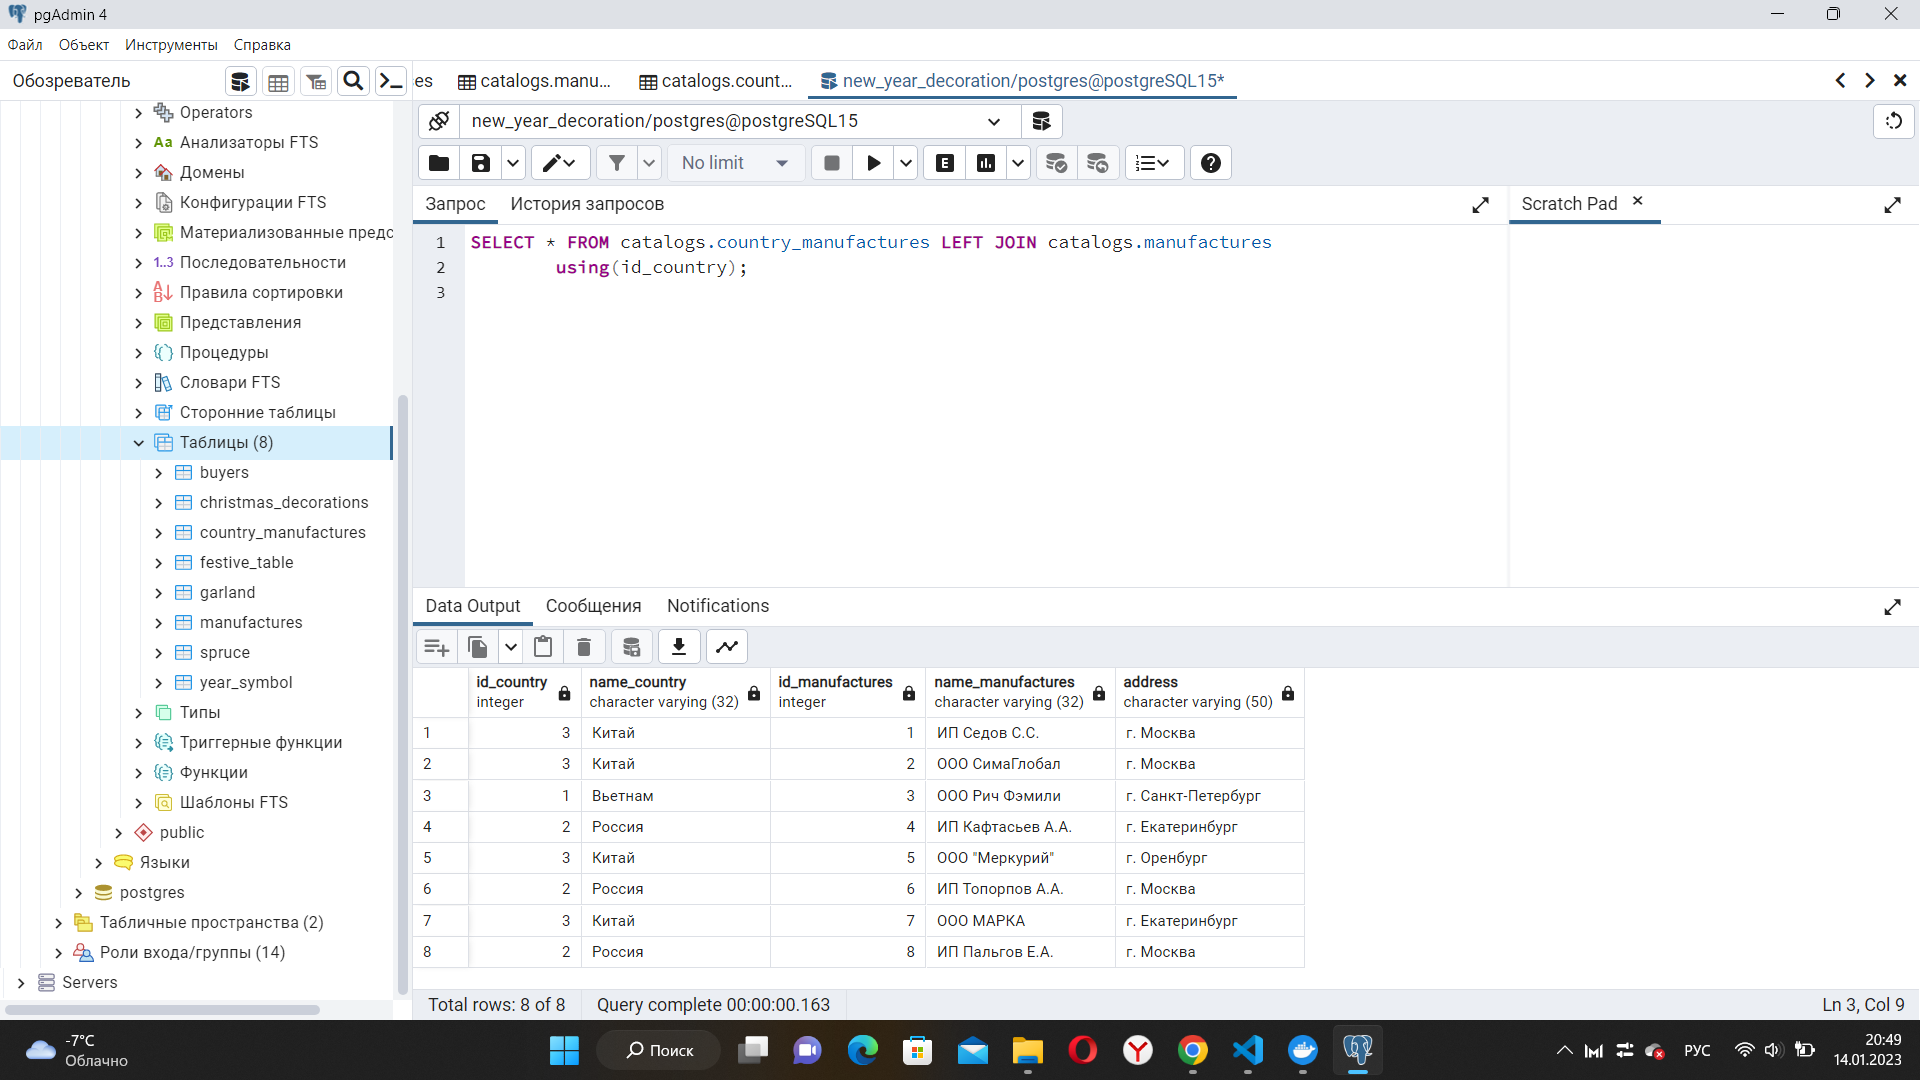 pgAdmin 4
Файл Объект Инструменты Справка
Обозреватель
es catalogs.manu... catalogs.count... new_year_decoration/postgres@postgreSQL15*
new_year_decoration/postgres@postgreSQL15
No limit
E
Запрос История запросов
Scratch Pad
1 SELECT * FROM catalogs.country_manufactures LEFT JOIN catalogs.manufactures
2 using(id_country);
3
Operators
Aa Анализаторы FTS
Домены
Конфигурации FTS
Материализованные предс
1..3 Последовательности
Правила сортировки
Представления
Процедуры
Словари FTS
Сторонние таблицы
Таблицы (8)
buyers
christmas_decorations
country_manufactures
festive_table
garland
manufactures
spruce
year_symbol
Типы
Триггерные функции
Функции
Шаблоны FTS
public
Языки
postgres
Табличные пространства (2)
Роли входа/группы (14)
Servers
Data Output Сообщения Notifications
id_country name_country id_manufactures name_manufactures address
integer character varying (32) integer character varying (32) character varying (50)
1 3 Китай 1 ИП Седов С.С. г. Москва
2 3 Китай 2 ООО СимаГлобал г. Москва
3 1 Вьетнам 3 ООО Рич Фэмили г. Санкт-Петербург
4 2 Россия 4 ИП Кафтасьев А.А. г. Екатеринбург
5 3 Китай 5 ООО "Меркурий" г. Оренбург
6 2 Россия 6 ИП Топорпов А.А. г. Москва
7 3 Китай 7 ООО МАРКА г. Екатеринбург
8 2 Россия 8 ИП Пальгов Е.А. г. Москва
Total rows: 8 of 8 Query complete 00:00:00.163
Ln 3, Col 9
-7°C
Облачно
Поиск
РУС
20:49
14.01.2023